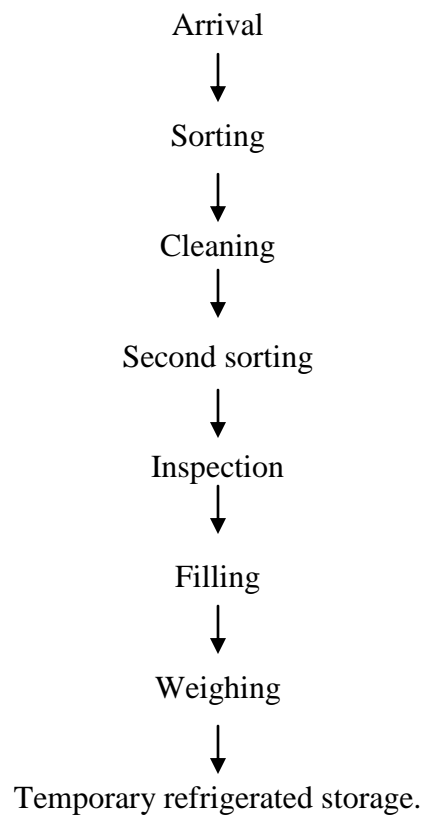 Arrival
Sorting
Cleaning
Second sorting
Inspection
Filling
Weighing
Temporary refrigerated storage.